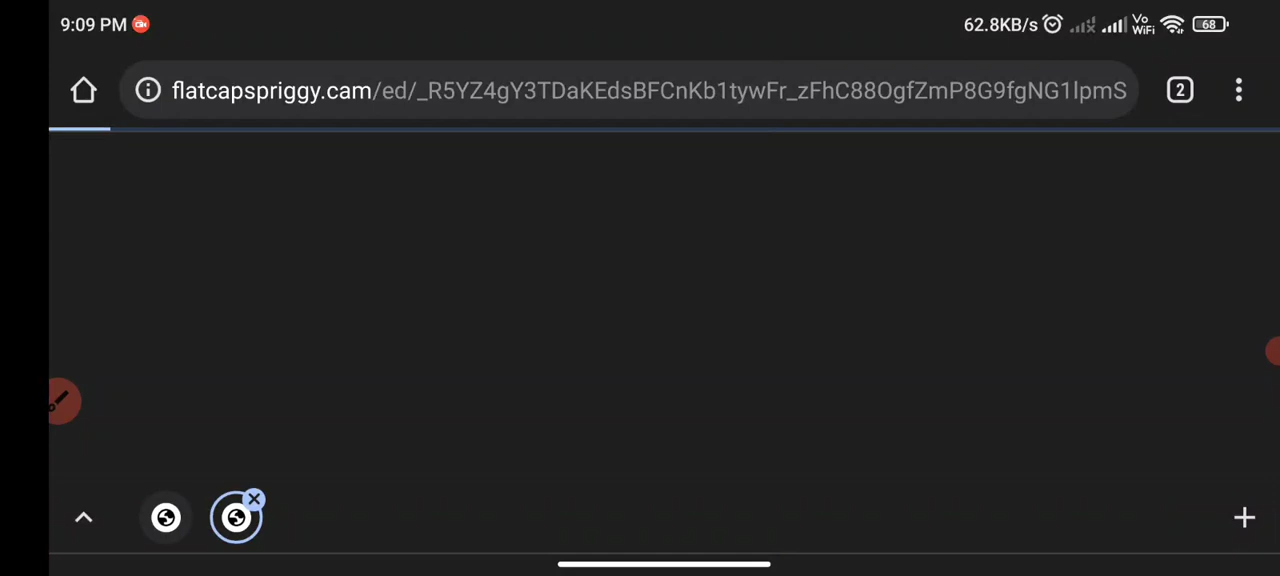 9:09 PM
62.8KB/s Vo WiFi 68
flatcapspriggy.cam/ed/_R5YZ4gY3TDaKEdsBFCnKb1tywFr_zFhC88OgfZmP8G9fgNG1lpmS
2